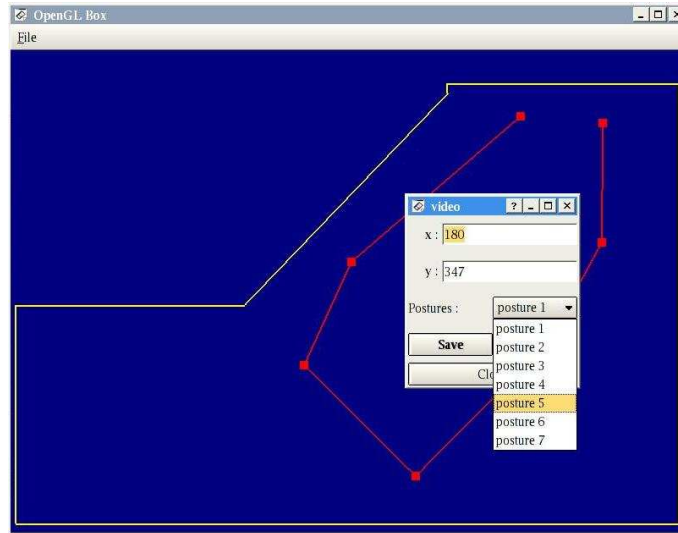 OpenGL Box
File
video
x : 180
y : 347
Postures : posture 1
posture 1
Save posture 2
posture 3
posture 4
posture 5
posture 6
posture 7